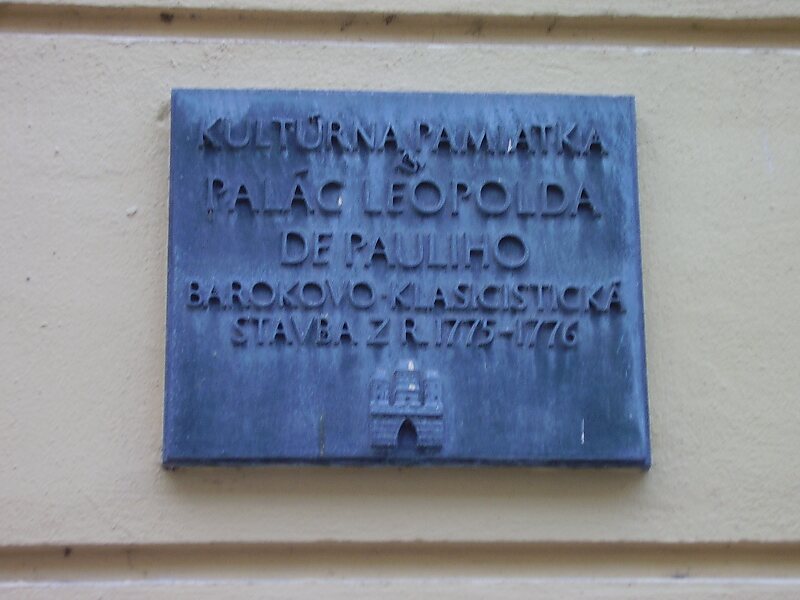 KULTÚRNA PAMIATKA
PALÁC LEOPOLDA
DE PAULIHO
BAROKOVO-KLASICISTICKÁ
STAVBA Z R. 1775-1776